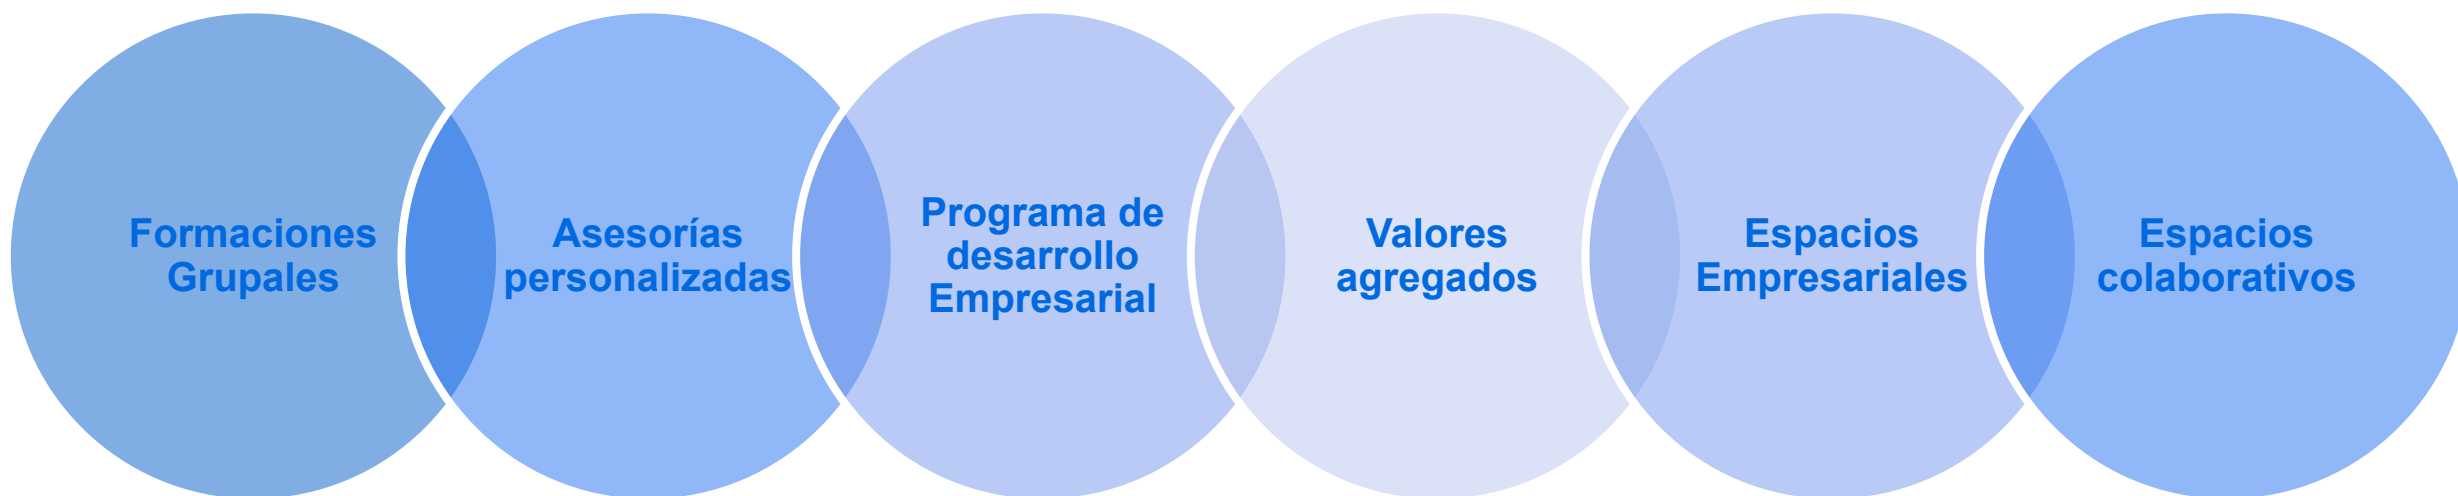 Formaciones
Grupales
Asesorías
personalizadas
Programa de
desarrollo
Empresarial
Valores
agregados
Espacios
Empresariales
Espacios
colaborativos